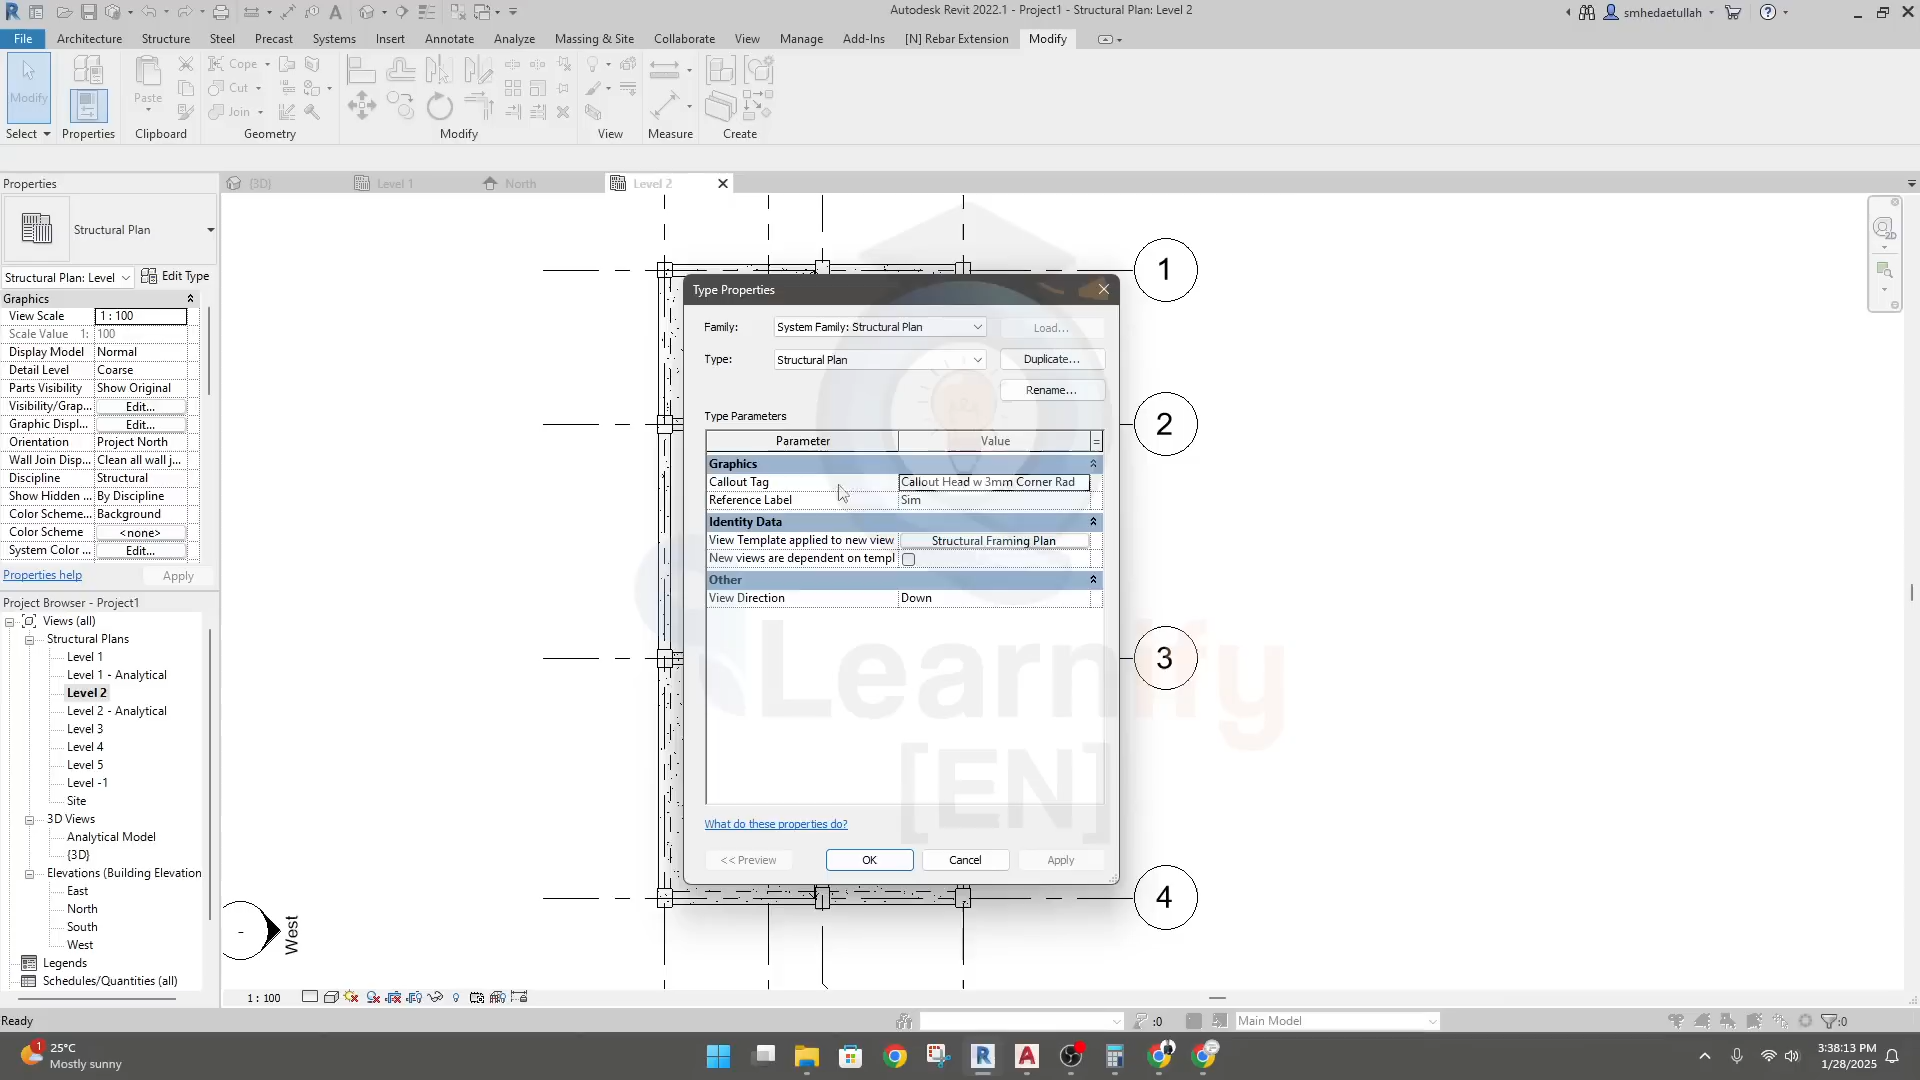 Autodesk Revit 2022.1 - Project1 - Structural Plan: Level 2
smhedaetullah
File Architecture Structure Steel Precast Systems Insert Annotate Analyze Massing & Site Collaborate View Manage Add-Ins [N] Rebar Extension Modify
Modify
Paste
Cope
Cut
Join
Select Properties Clipboard Geometry Modify View Measure Create
Properties
{3D} Level 1 North Level 2
Structural Plan
Structural Plan: Level Edit Type
Graphics
View Scale 1 : 100
Scale Value 1: 100
Display Model Normal
Detail Level Coarse
Parts Visibility Show Original
Visibility/Grap... Edit...
Graphic Displ... Edit...
Orientation Project North
Wall Join Disp... Clean all wall j...
Discipline Structural
Show Hidden ... By Discipline
Color Scheme... Background
Color Scheme <none>
System Color ... Edit...
Properties help Apply
Project Browser - Project1
Views (all)
Structural Plans
Level 1
Level 1 - Analytical
Level 2
Level 2 - Analytical
Level 3
Level 4
Level 5
Level -1
Site
3D Views
Analytical Model
{3D}
Elevations (Building Elevation
East
North
South
West
Legends
Schedules/Quantities (all)
1
2
3
4
- West
Type Properties
Family: System Family: Structural Plan Load...
Type: Structural Plan Duplicate...
Rename...
Type Parameters
Parameter Value =
Graphics
Callout Tag Callout Head w 3mm Corner Rad
Reference Label Sim
Identity Data
View Template applied to new view Structural Framing Plan
New views are dependent on templ
Other
View Direction Down
What do these properties do?
<< Preview OK Cancel Apply
Learnify
[EN]
2D
1 : 100
Ready
:0
Main Model
:0
1
25°C
Mostly sunny
3:38:13 PM
1/28/2025